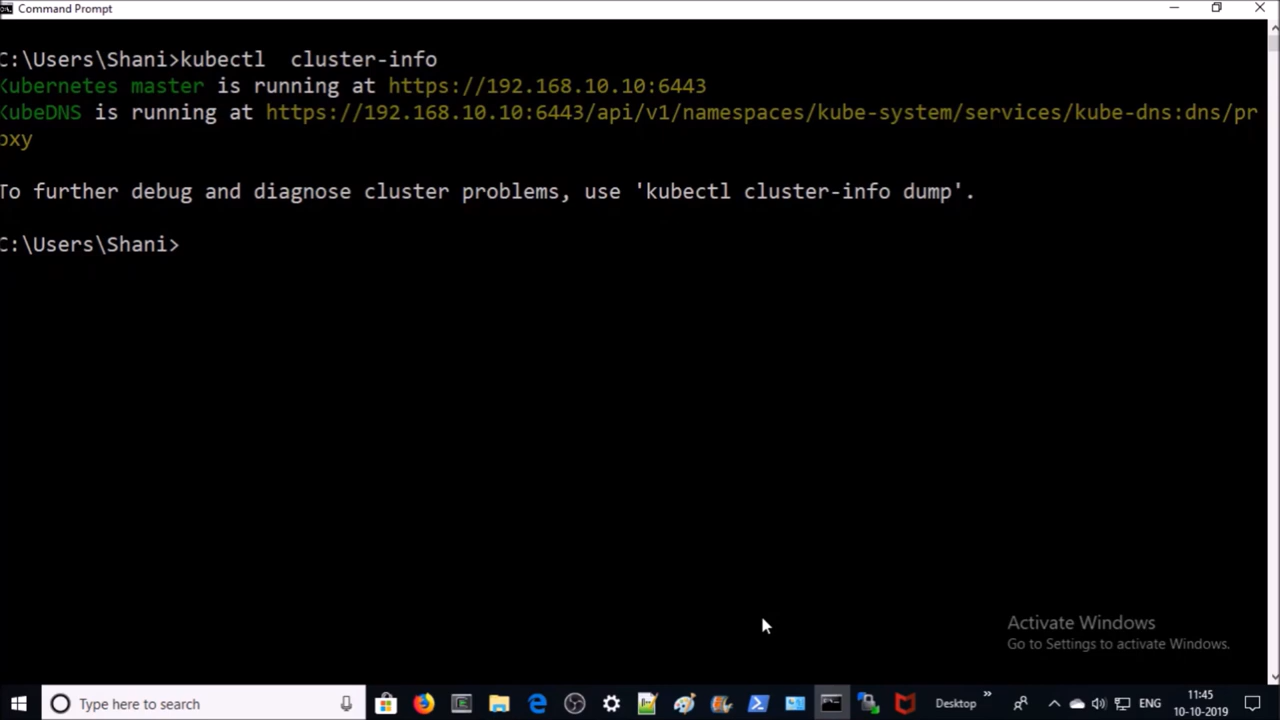 Command Prompt
C:\Users\Shani>kubectl  cluster-info
Kubernetes master is running at https://192.168.10.10:6443
KubeDNS is running at https://192.168.10.10:6443/api/v1/namespaces/kube-system/services/kube-dns:dns/pr
oxy
To further debug and diagnose cluster problems, use 'kubectl cluster-info dump'.
C:\Users\Shani>
Activate Windows
Go to Settings to activate Windows.
Type here to search
Desktop
»
ENG
11:45
10-10-2019